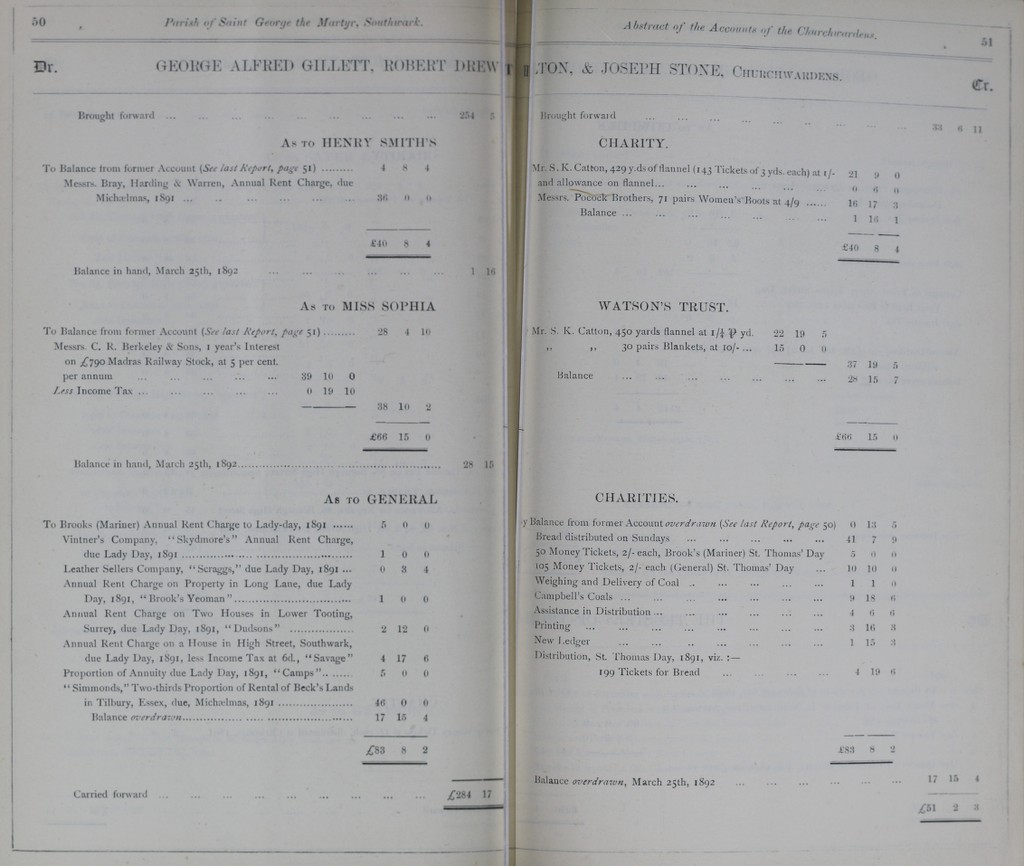 50
Parish of Saint George the Martyr, Southwark.
Dr.
GEORGE ALFRED GILLETT, ROBERT DREW
Brought forward ... 254 5
As to HENRY SMITH'S
To Balance from former Account (See last Report, page 51) ......... 4 8 4
Messrs. Bray, Harding & Warren, Annual Rent Charge, due
Michælmas, 1891 ... 36 0 0
£40 8 4
Balance in hand, March 25th, 1892 ... 1 16
As to MISS SOPHIA
To Balance from former Account (See last Report, page 51) ......... 28 4 10
Messrs. C. R. Berkeley & Sons, 1 year's Interest
on £790 Madras Railway Stock, at 5 per cent.
per annum ... 39 10 0
Less Income Tax ... 0 19 10
38 10 2
£66 15 0
Balance in hand, March 25th, 1892 ... 28 15
As to GENERAL
To Brooks (Mariner) Annual Rent Charge to Lady-day, 1891 ...... 5 0 0
Vintner's Company, "Skydmore's" Annual Rent Charge,
due Lady Day, 1891 ... 1 0 0
Leather Sellers Company, "Scraggs," due Lady Day, 1891 ... 0 3 4
Annual Rent Charge on Property in Long Lane, due Lady
Day, 1891, "Brook's Yeoman" ... 1 0 0
Annual Rent Charge on Two Houses in Lower Tooting,
Surrey, due Lady Day, 1891, "Dudsons" ... 2 12 0
Annual Rent Charge on a House in High Street, Southwark,
due Lady Day, 1891, less Income Tax at 6d., "Savage" 4 17 6
Proportion of Annuity due Lady Day, 1891, "Camps" ... 5 0 0
"Simmonds," Two-thirds Proportion of Rental of Beck's Lands
in Tilbury, Essex, due, Michælmas, 1891 ... 46 0 0
Balance overdrawn ... 17 15 4
£83 8 2
Carried forward ... £284 17
Abstract of the Accounts of the Churchwardens.
51
TON, & JOSEPH STONE, Churchwardens.
Cr.
Brought forward ... 33 6 11
CHARITY.
Mr. S. K. Catton, 429 yds of flannel (143 Tickets of 3 yds. each) at 1/- 21 9 0
and allowance on flannel ... 0 6 0
Messrs. Pocock Brothers, 71 pairs Women's Boots at 4/9 ...... 16 17 3
Balance ... 1 16 1
£40 8 4
WATSON'S TRUST.
Mr. S. K. Catton, 450 yards flannel at 1/¼ ⅌ yd. 22 19 5
,, ,, 30 pairs Blankets, at 10/- ... 15 0 0
37 19 5
Balance ... 28 15 7
£66 15 0
CHARITIES.
y Balance from former Account overdrawn (See last Report, page 50) 0 13 5
Bread distributed on Sundays ... 41 7 9
50 Money Tickets, 2/- each, Brook's (Mariner) St. Thomas' Day 5 0 0
105 Money Tickets, 2/- each (General) St. Thomas' Day ... 10 10 0
Weighing and Delivery of Coal ... 1 1 0
Campbell's Coals ... 9 18 6
Assistance in Distribution ... 4 6 6
Printing ... 3 16 3
New Ledger ... 1 15 3
Distribution, St. Thomas Day, 1891, viz. :—
199 Tickets for Bread ... 4 19 6
£83 8 2
Balance overdrawn, March 25th, 1892 ... 17 15 4
£51 2 3